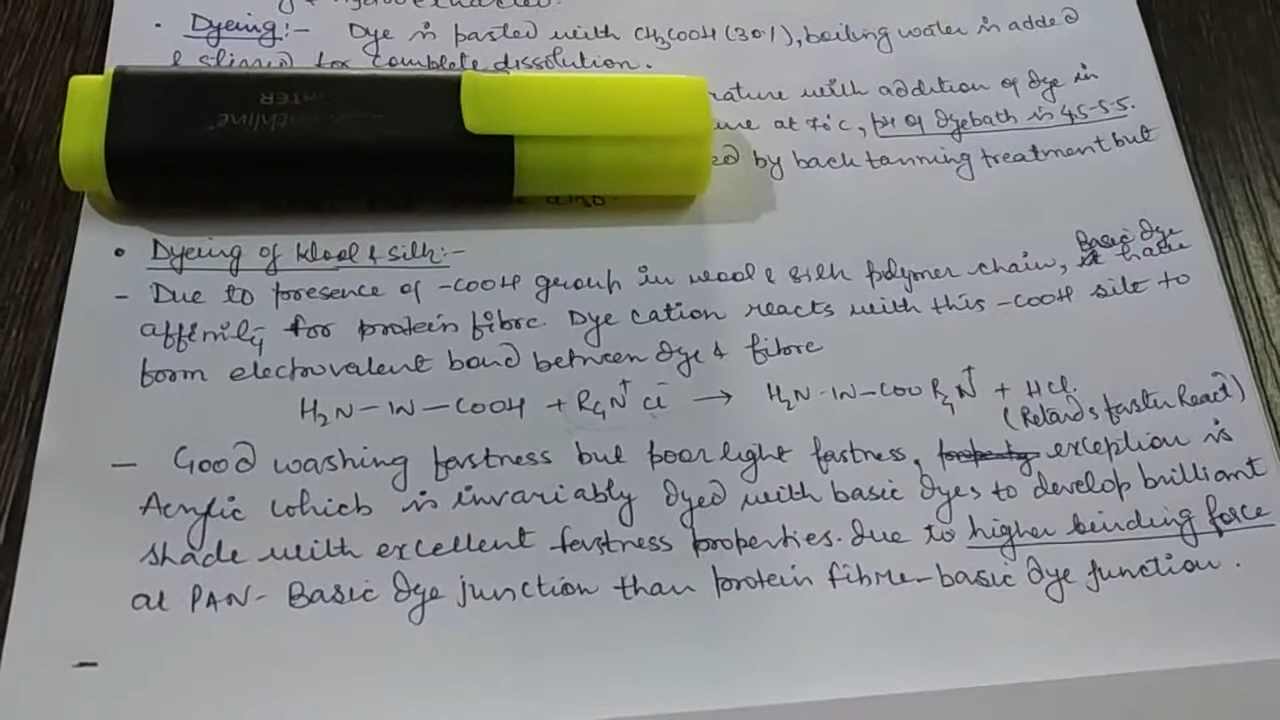 • Dyeing:- Dye is pasted with CH3COOH (30%), boiling water is added
& stirred for complete dissolution.
rature with addition of dye in
at 70°c, pH of dyebath is 4.5-5.5.
ed by back tanning treatment but
also.
• Dyeing of Wool & silk:-
Basic Dye
- Due to presence of -COOH group in wool & silk polymer chain, have
affinity for protein fibre. Dye cation reacts with this -COOH site to
form electrovalent bond between dye & fibre
H2N-W-COOH + R4N+Cl- → H2N-W-COO R4N+ + HCl.
(Retards faster React)
- Good washing fastness but poor light fastness, exception is
Acrylic which is invariably dyed with basic dyes to develop brilliant
shade with excellent fastness properties. due to higher binding force
at PAN- Basic dye junction than protein fibre-basic dye junction.
-